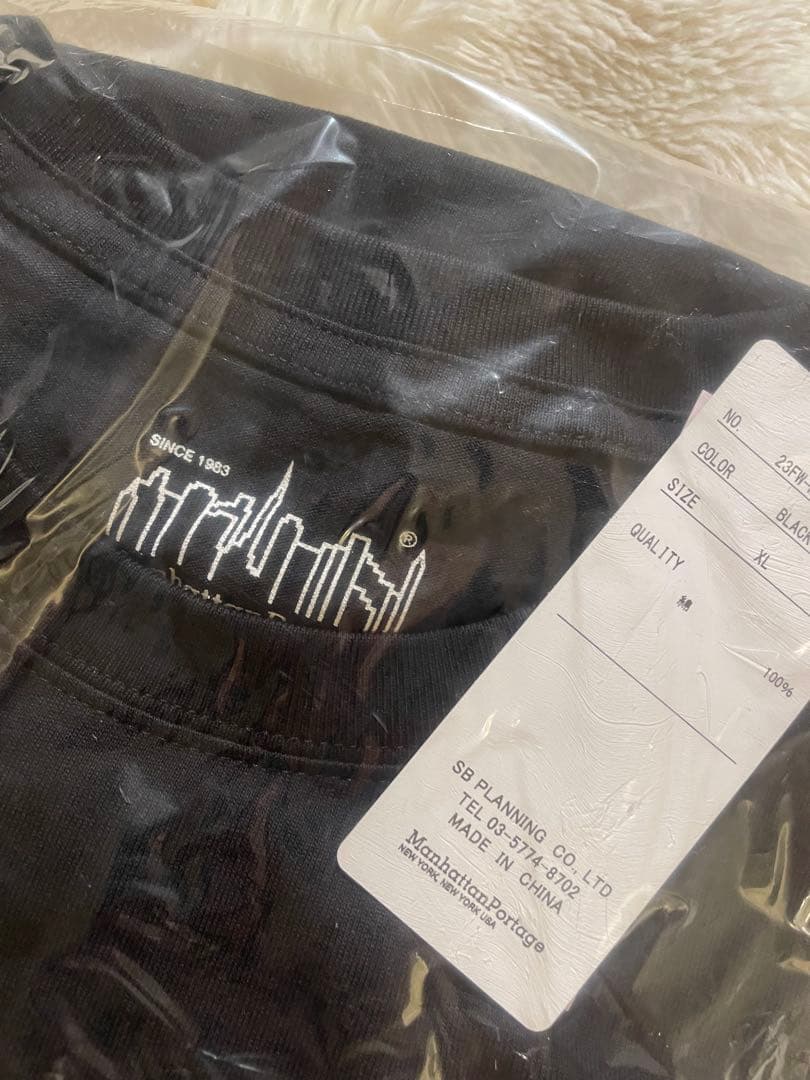 SINCE 1983
®
NO. 23FW-
COLOR BLACK
SIZE XL
QUALITY
綿 100%
SB PLANNING CO., LTD
TEL 03-5774-8702
MADE IN CHINA
ManhattanPortage
NEW YORK, NEW YORK USA